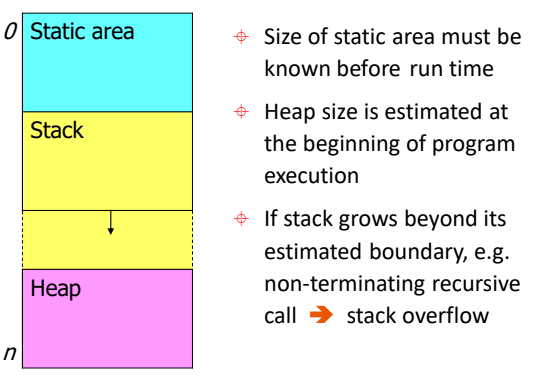 0
Static area
Stack
Heap
n
Size of static area must be
known before run time
Heap size is estimated at
the beginning of program
execution
If stack grows beyond its
estimated boundary, e.g.
non-terminating recursive
call ➔ stack overflow